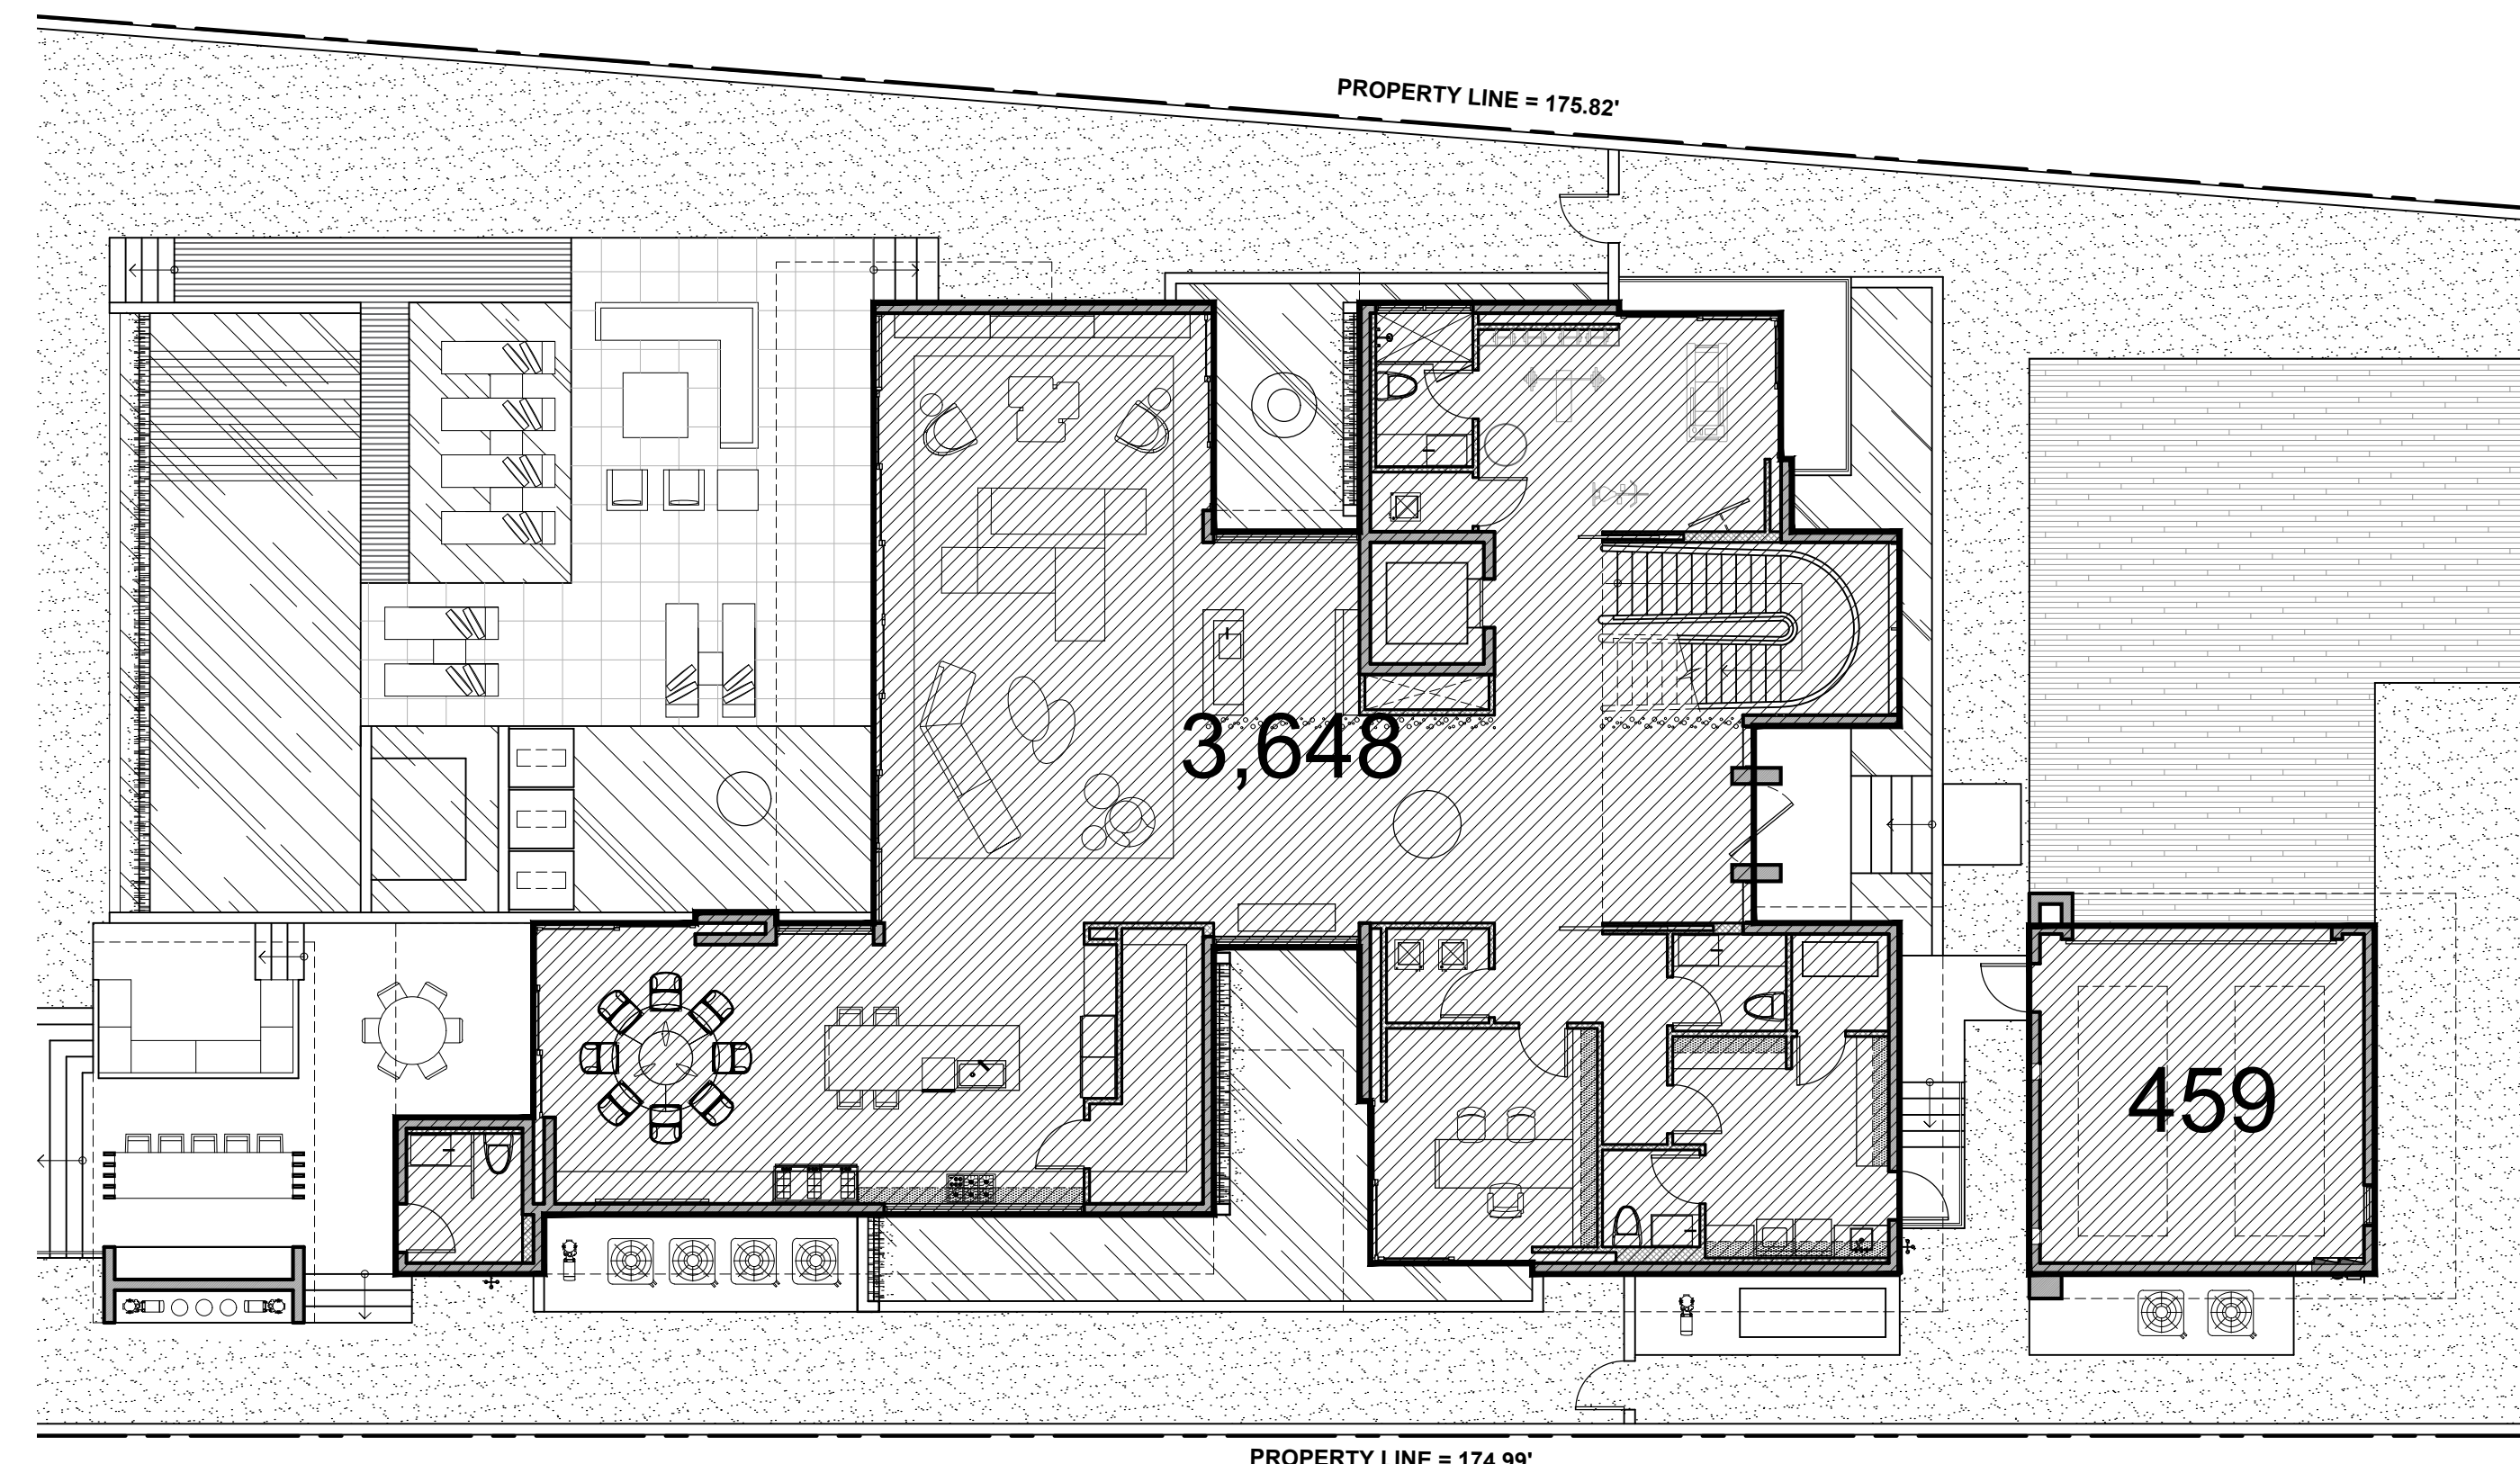 PROPERTY LINE = 175.82'
3,648
459
PROPERTY LINE = 174.99'